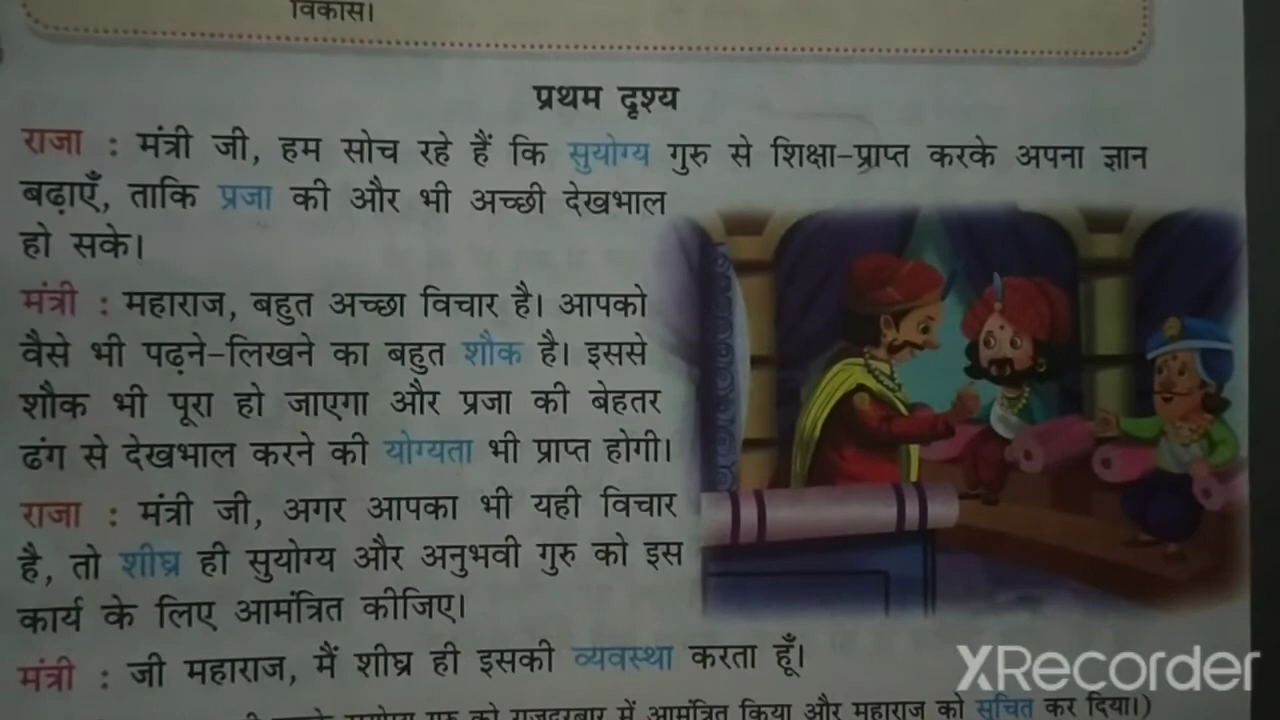 विकास।
प्रथम दृश्य
राजा : मंत्री जी, हम सोच रहे हैं कि सुयोग्य गुरु से शिक्षा-प्राप्त करके अपना ज्ञान
बढ़ाएँ, ताकि प्रजा की और भी अच्छी देखभाल
हो सके।
मंत्री : महाराज, बहुत अच्छा विचार है। आपको
वैसे भी पढ़ने-लिखने का बहुत शौक है। इससे
शौक भी पूरा हो जाएगा और प्रजा की बेहतर
ढंग से देखभाल करने की योग्यता भी प्राप्त होगी।
राजा : मंत्री जी, अगर आपका भी यही विचार
है, तो शीघ्र ही सुयोग्य और अनुभवी गुरु को इस
कार्य के लिए आमंत्रित कीजिए।
मंत्री : जी महाराज, मैं शीघ्र ही इसकी व्यवस्था करता हूँ।
सुयोग्य गुरु को राजदरबार में आमंत्रित किया और महाराज को सूचित कर दिया।)
XRecorder